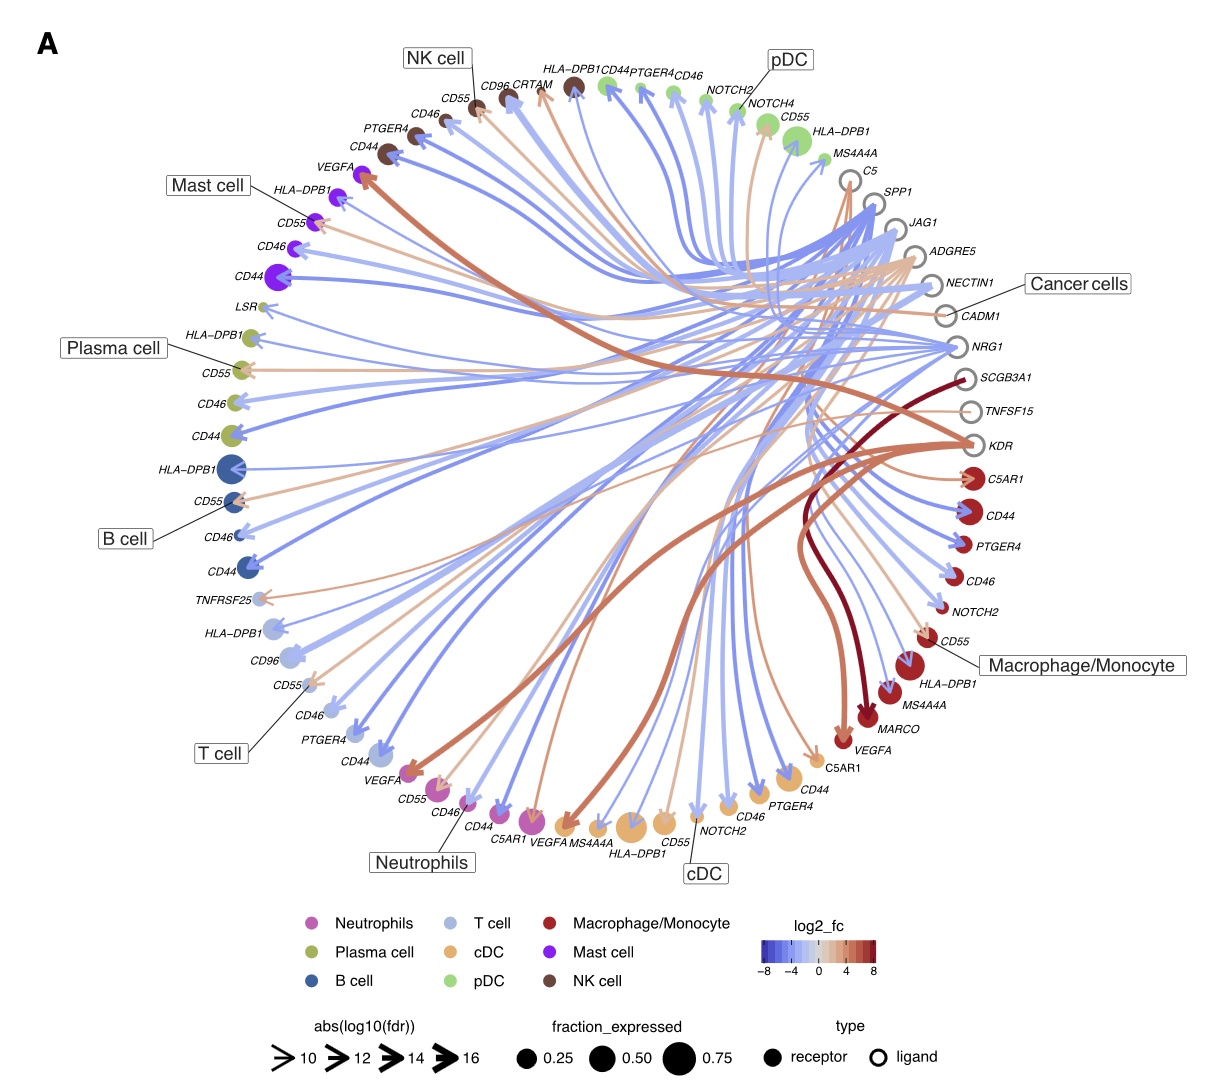 A
NK cell
pDC
HLA−DPB1
CD44
PTGER4
CD46
NOTCH2
NOTCH4
CD55
HLA−DPB1
MS4A4A
C5
SPP1
JAG1
ADGRE5
NECTIN1
Cancer cells
CADM1
NRG1
SCGB3A1
TNFSF15
KDR
C5AR1
CD44
PTGER4
CD46
NOTCH2
CD55
Macrophage/Monocyte
HLA−DPB1
MS4A4A
MARCO
VEGFA
C5AR1
CD44
PTGER4
CD46
NOTCH2
cDC
CD55
HLA−DPB1
MS4A4A
VEGFA
C5AR1
CD44
CD46
Neutrophils
CD55
VEGFA
CD44
PTGER4
CD46
T cell
CD55
CD96
HLA−DPB1
TNFRSF25
CD44
CD46
B cell
CD55
HLA−DPB1
CD44
CD46
CD55
Plasma cell
HLA−DPB1
LSR
CD44
CD46
CD55
Mast cell
HLA−DPB1
VEGFA
CD44
PTGER4
CD46
CD55
CD96
CRTAM
Neutrophils
T cell
Macrophage/Monocyte
Plasma cell
cDC
Mast cell
B cell
pDC
NK cell
log2_fc
−8 −4 0 4 8
abs(log10(fdr))
10 12 14 16
fraction_expressed
0.25 0.50 0.75
type
receptor ligand